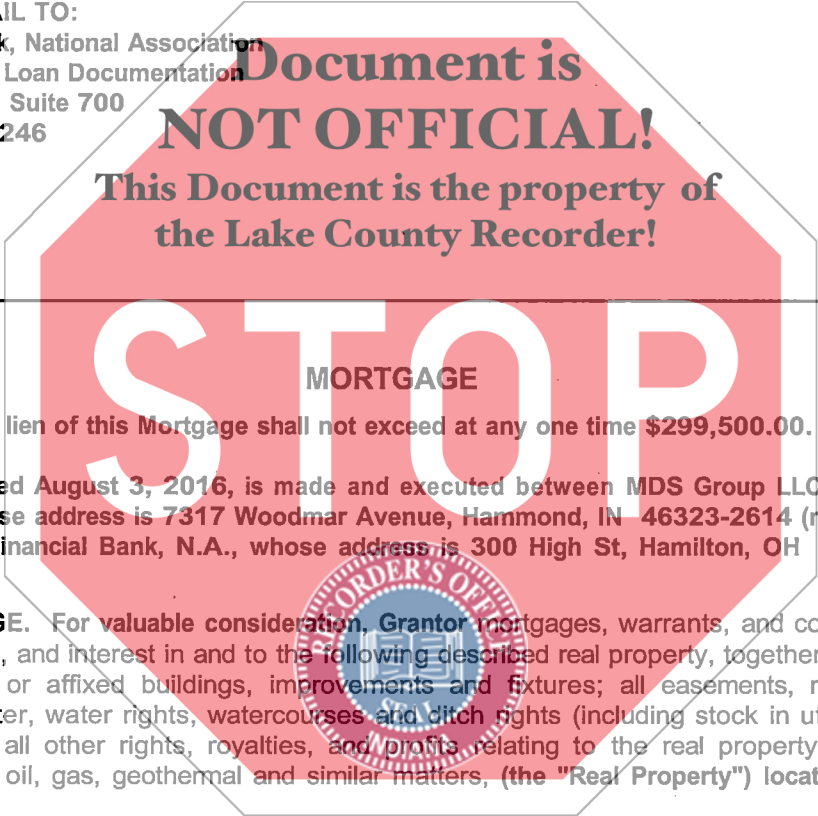 AIL TO:
k, National Association
Loan Documentation
Suite 700
246
Document is
NOT OFFICIAL!
This Document is the property of
the Lake County Recorder!
STOP
MORTGAGE
lien of this Mortgage shall not exceed at any one time $299,500.00.
ed August 3, 2016, is made and executed between MDS Group LLC
se address is 7317 Woodmar Avenue, Hammond, IN 46323-2614 (r
inancial Bank, N.A., whose address is 300 High St, Hamilton, OH
GE. For valuable consideration, Grantor mortgages, warrants, and co
, and interest in and to the following described real property, together
or affixed buildings, improvements and fixtures; all easements, r
ter, water rights, watercourses and ditch rights (including stock in ut
all other rights, royalties, and profits relating to the real property
oil, gas, geothermal and similar matters, (the "Real Property") locat
RECORDER'S OFFICE
SEAL
INDIANA